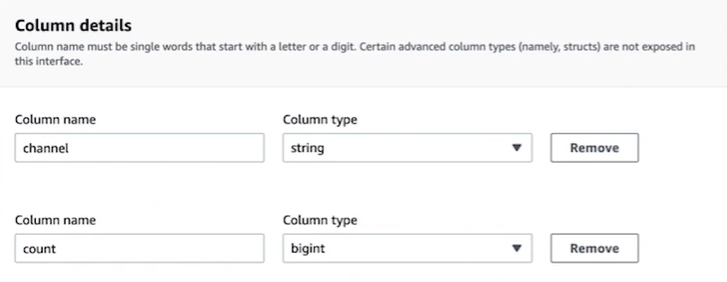 Column details
Column name must be single words that start with a letter or a digit. Certain advanced column types (namely, structs) are not exposed in
this interface.
Column name Column type
channel string Remove
Column name Column type
count bigint Remove